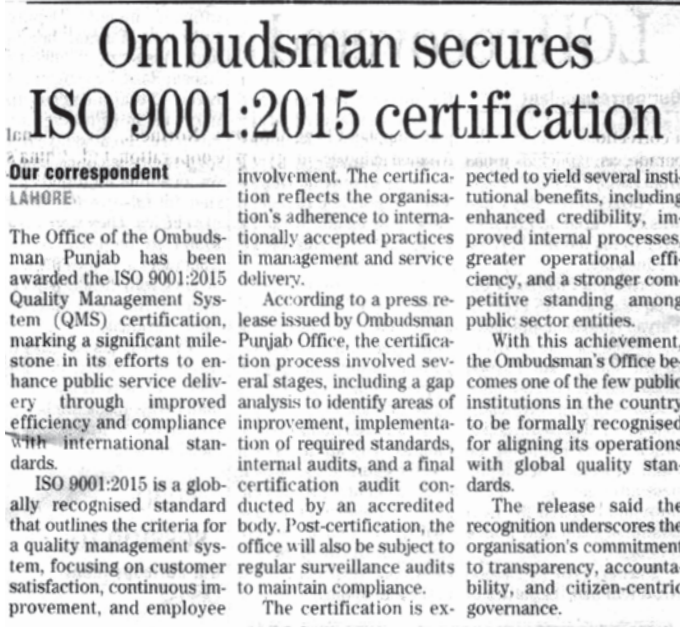 Ombudsman secures
ISO 9001:2015 certification
Our correspondent
LAHORE
The Office of the Ombuds-
man Punjab has been
awarded the ISO 9001:2015
Quality Management Sys-
tem (QMS) certification,
marking a significant mile-
stone in its efforts to en-
hance public service deliv-
ery through improved
efficiency and compliance
with international stan-
dards.
ISO 9001:2015 is a glob-
ally recognised standard
that outlines the criteria for
a quality management sys-
tem, focusing on customer
satisfaction, continuous im-
provement, and employee
involvement. The certifica-
tion reflects the organisa-
tion's adherence to interna-
tionally accepted practices
in management and service
delivery.
According to a press re-
lease issued by Ombudsman
Punjab Office, the certifica-
tion process involved sev-
eral stages, including a gap
analysis to identify areas of
improvement, implementa-
tion of required standards,
internal audits, and a final
certification audit con-
ducted by an accredited
body. Post-certification, the
office will also be subject to
regular surveillance audits
to maintain compliance.
The certification is ex-
pected to yield several insti-
tutional benefits, including
enhanced credibility, im-
proved internal processes,
greater operational effi-
ciency, and a stronger com-
petitive standing among
public sector entities.
With this achievement,
the Ombudsman's Office be-
comes one of the few public
institutions in the country
to be formally recognised
for aligning its operations
with global quality stan-
dards.
The release said the
recognition underscores the
organisation's commitment
to transparency, accounta-
bility, and citizen-centric
governance.